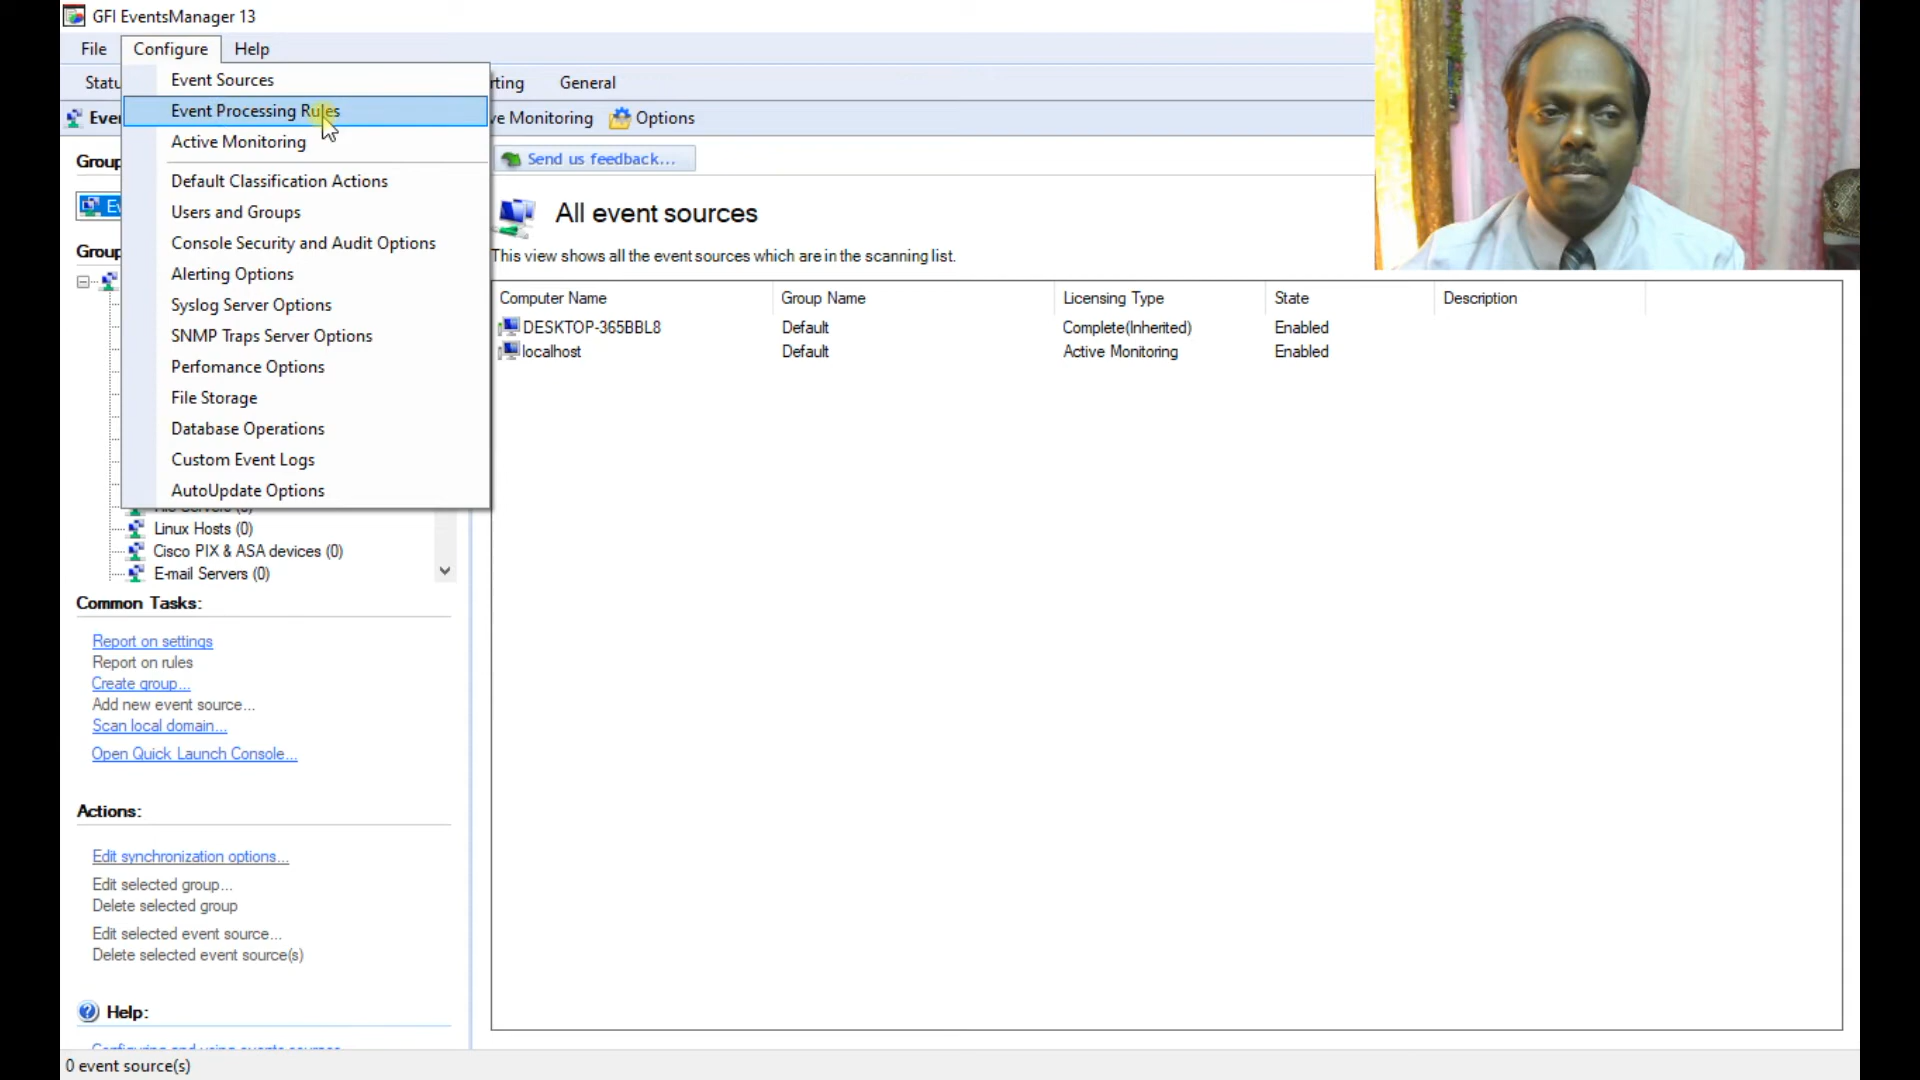 GFI EventsManager 13
File Configure Help
Statu rting General
Ever ve Monitoring Options
Event Sources
Event Processing Rules
Active Monitoring
Default Classification Actions
Users and Groups
Console Security and Audit Options
Alerting Options
Syslog Server Options
SNMP Traps Server Options
Perfomance Options
File Storage
Database Operations
Custom Event Logs
AutoUpdate Options
Group
Ev
Group
Linux Hosts (0)
Cisco PIX & ASA devices (0)
E-mail Servers (0)
Common Tasks:
Report on settings
Report on rules
Create group...
Add new event source...
Scan local domain...
Open Quick Launch Console...
Actions:
Edit synchronization options...
Edit selected group...
Delete selected group
Edit selected event source...
Delete selected event source(s)
Help:
Send us feedback...
All event sources
This view shows all the event sources which are in the scanning list.
Computer Name Group Name Licensing Type State Description
DESKTOP-365BBL8 Default Complete(Inherited) Enabled
localhost Default Active Monitoring Enabled
0 event source(s)